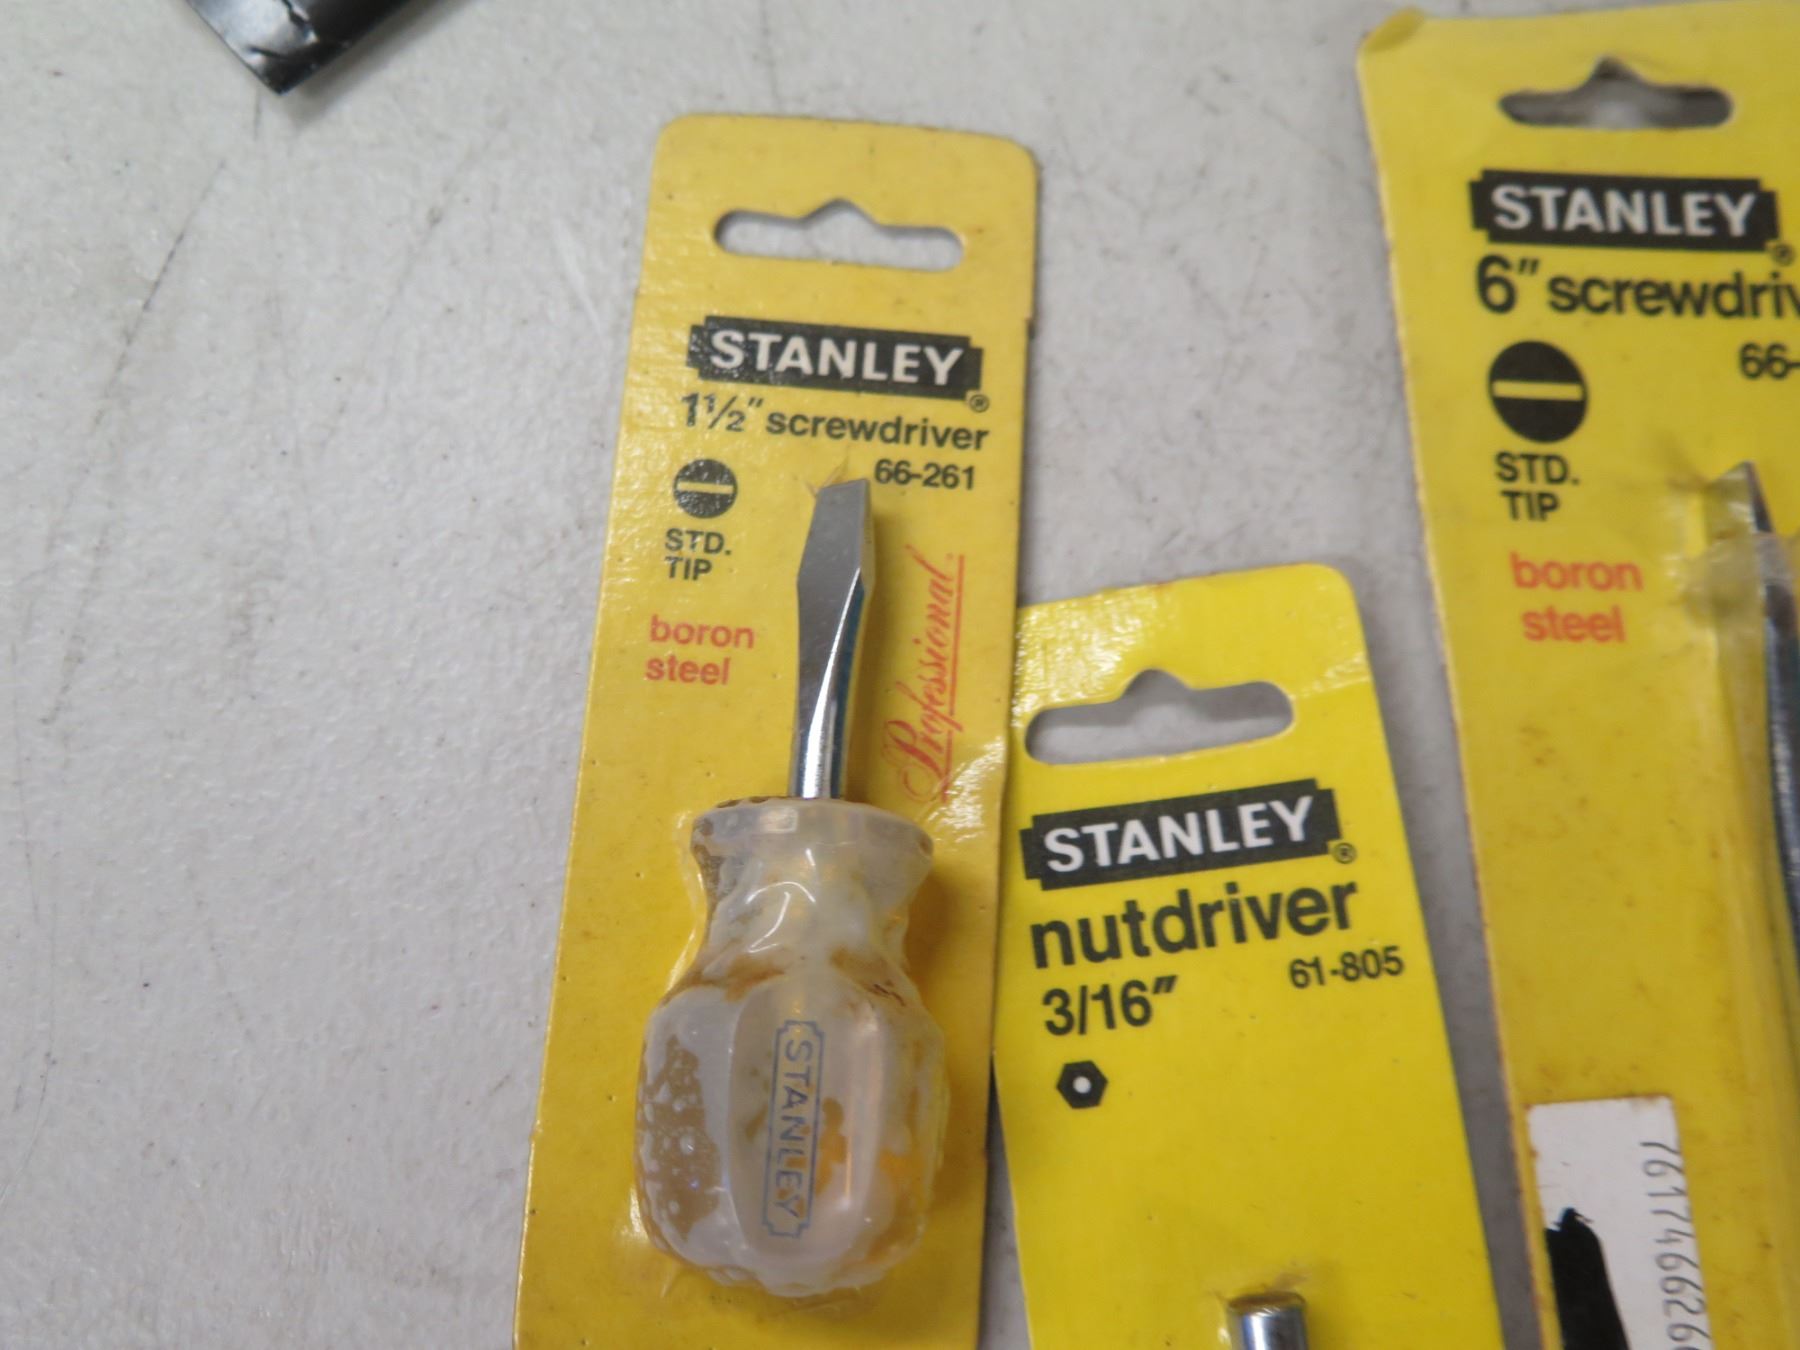 STANLEY®
1½" screwdriver
66-261
STD.
TIP
boron
steel
Professional
STANLEY
STANLEY®
nutdriver
61-805
3/16"
STANLEY®
6" screwdriv
66-
STD.
TIP
boron
steel